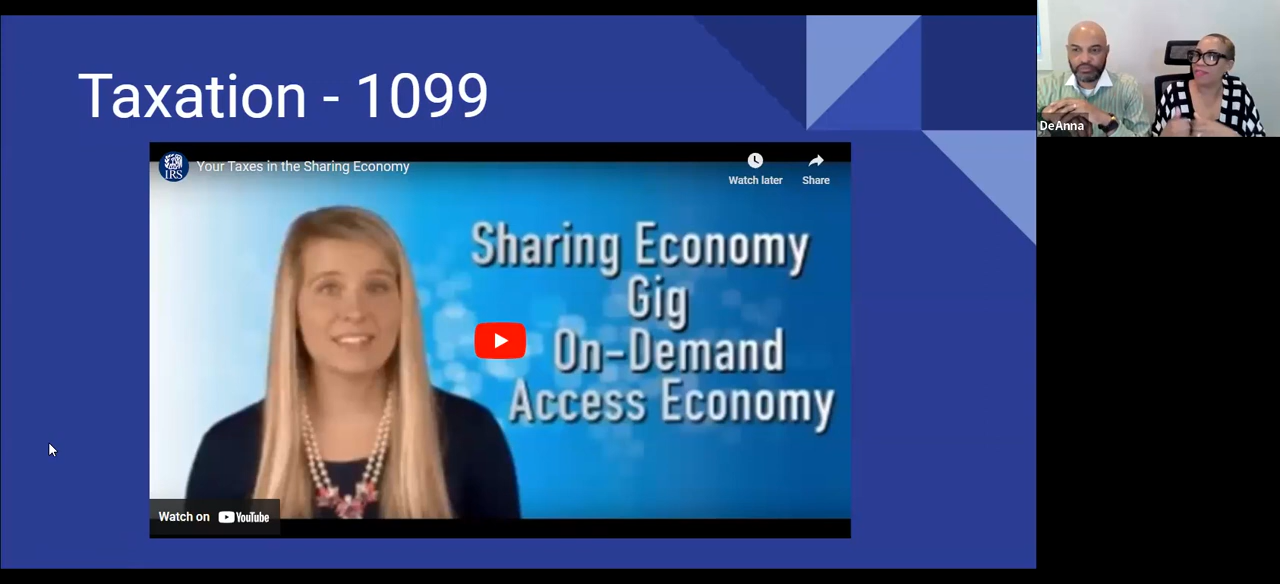 Taxation - 1099
IRS
Your Taxes in the Sharing Economy
Watch later
Share
Sharing Economy
Gig
On-Demand
Access Economy
Watch on YouTube
DeAnna